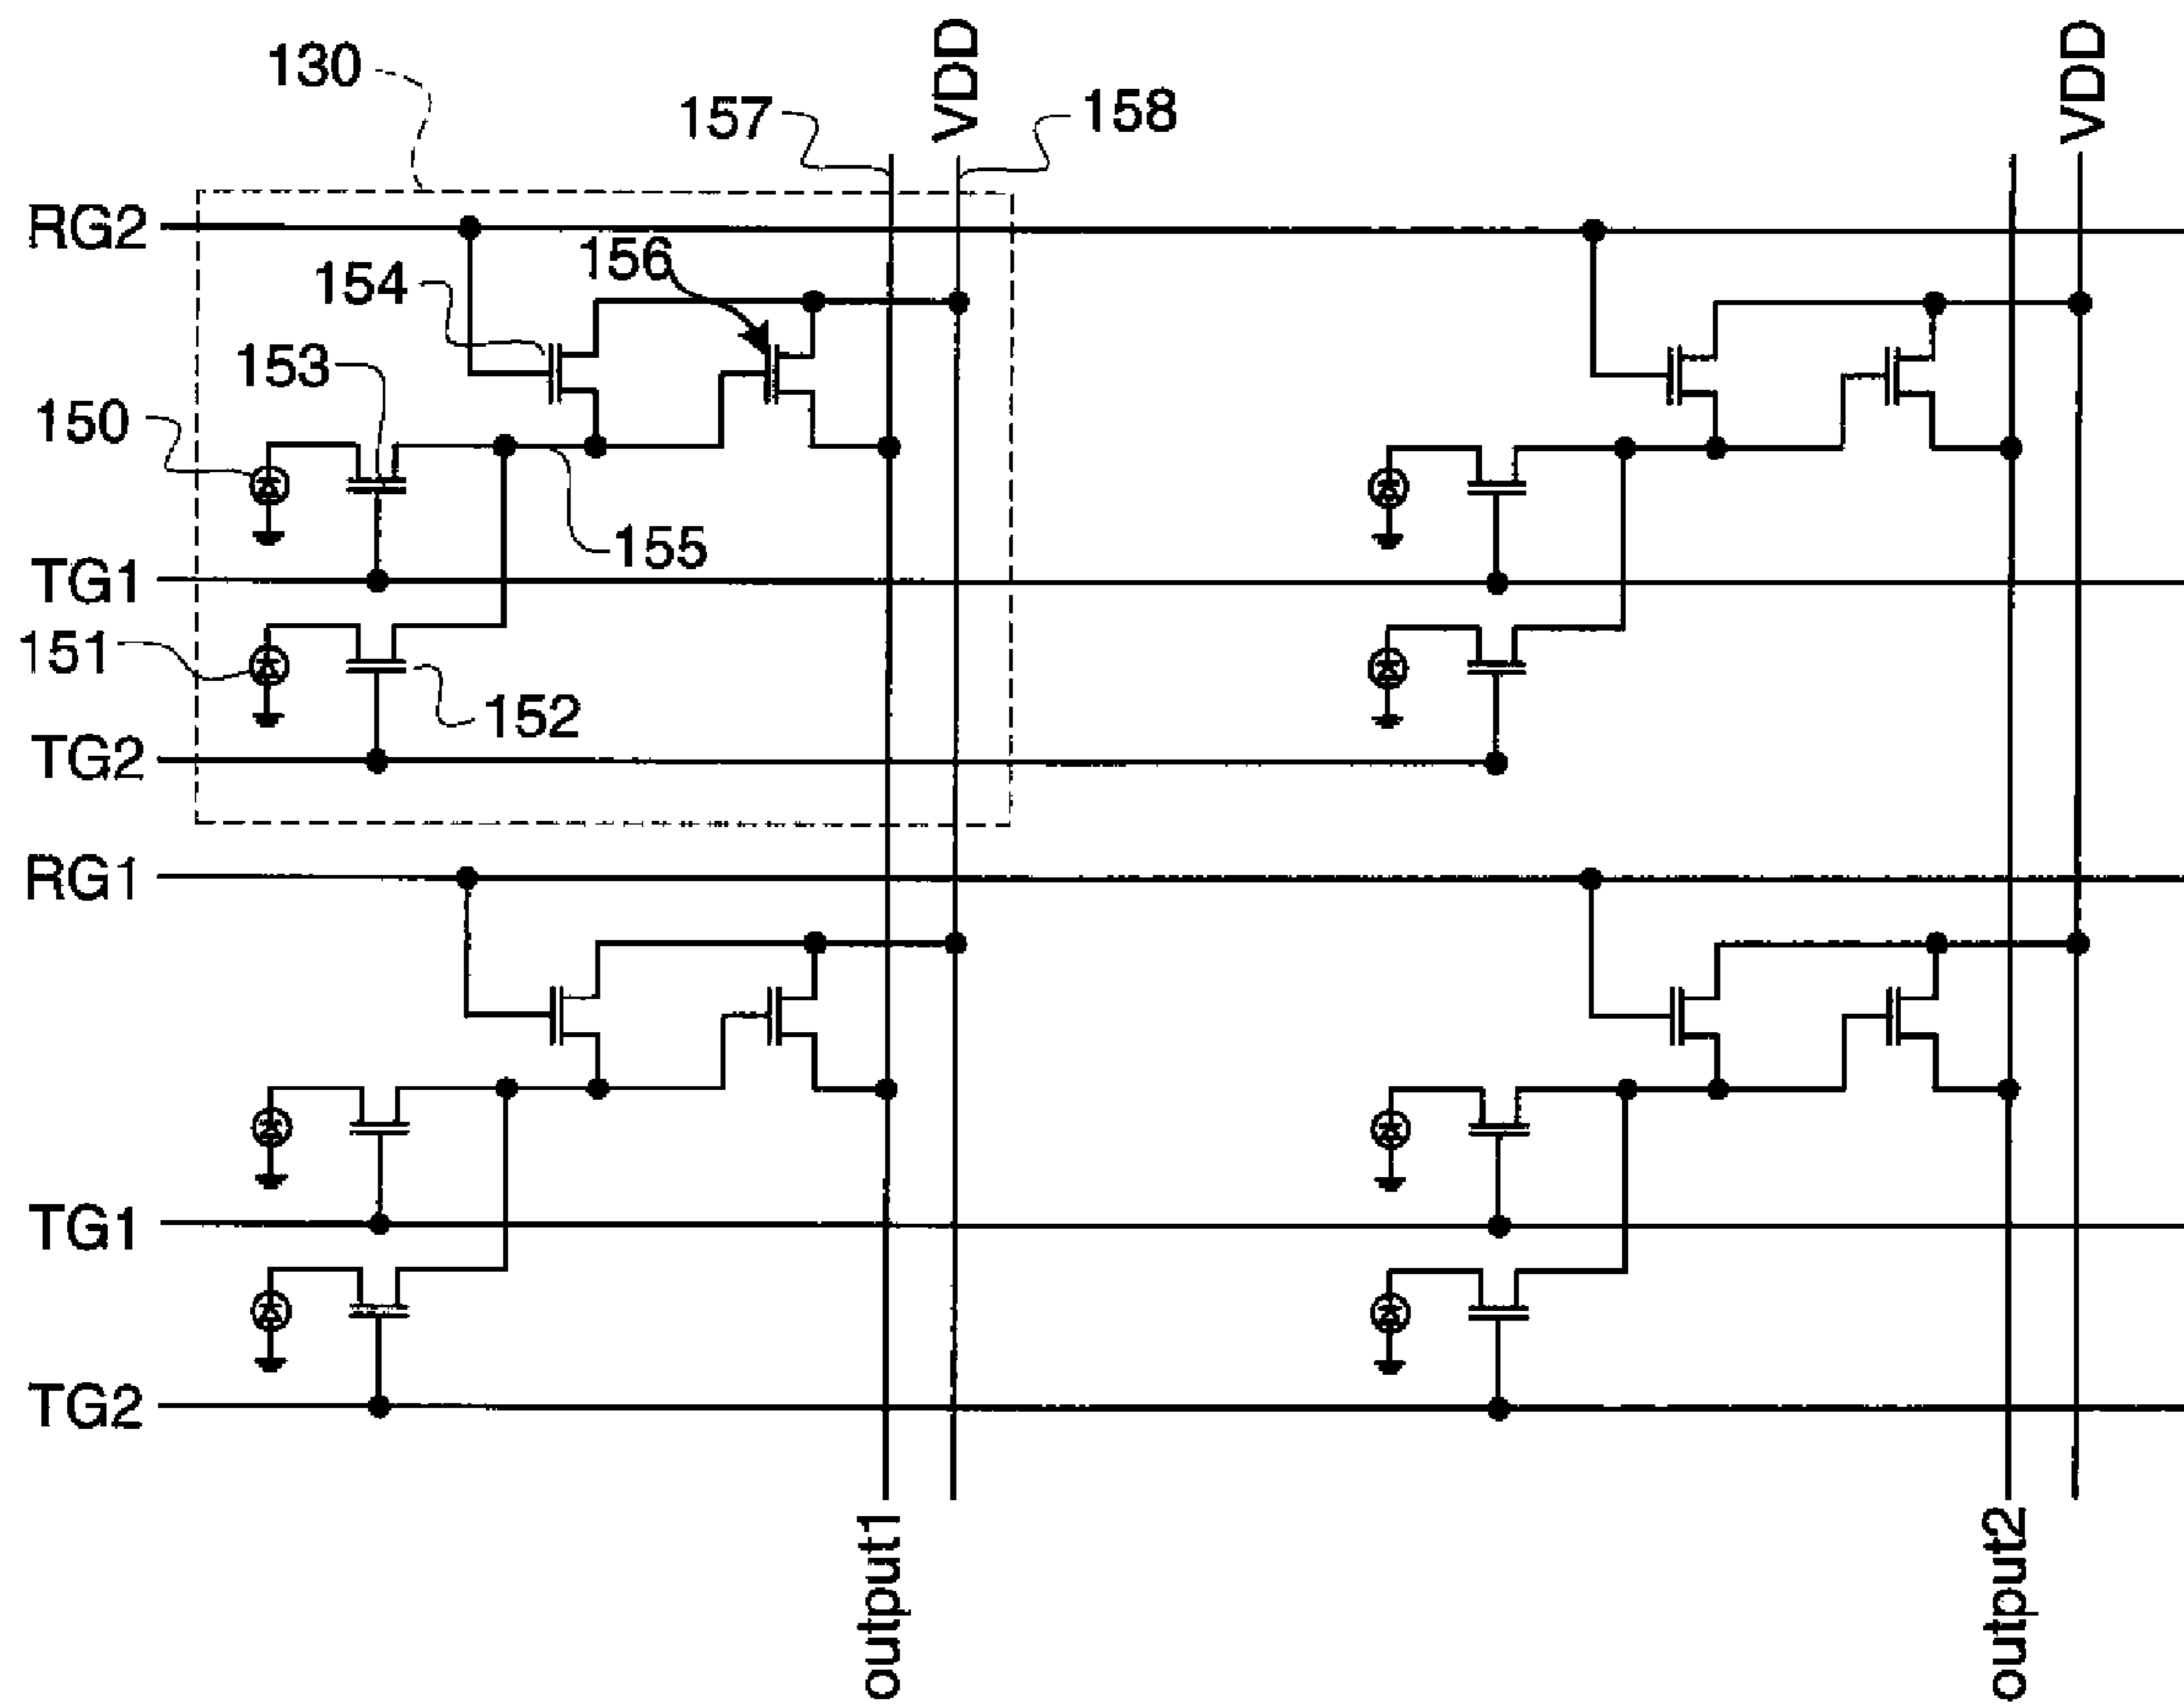 VDD
VDD
130
157
158
RG2
156
154
153
150
155
TG1
151
152
TG2
RG1
TG1
TG2
output1
output2